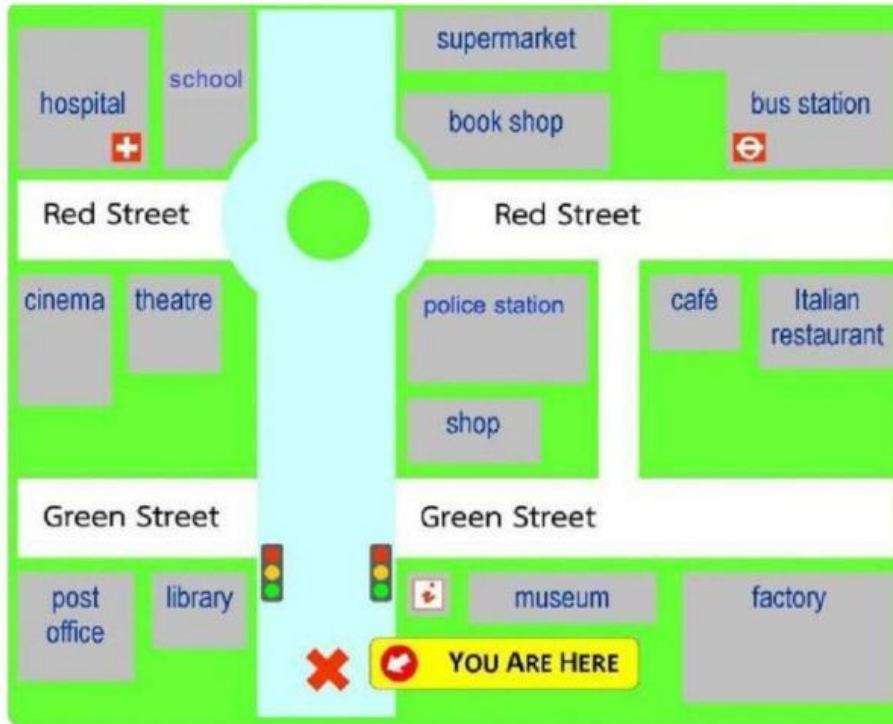 supermarket
school
hospital
book shop
bus station
Red Street
Red Street
cinema
theatre
police station
café
Italian
restaurant
shop
Green Street
Green Street
post
office
library
i
museum
factory
YOU ARE HERE